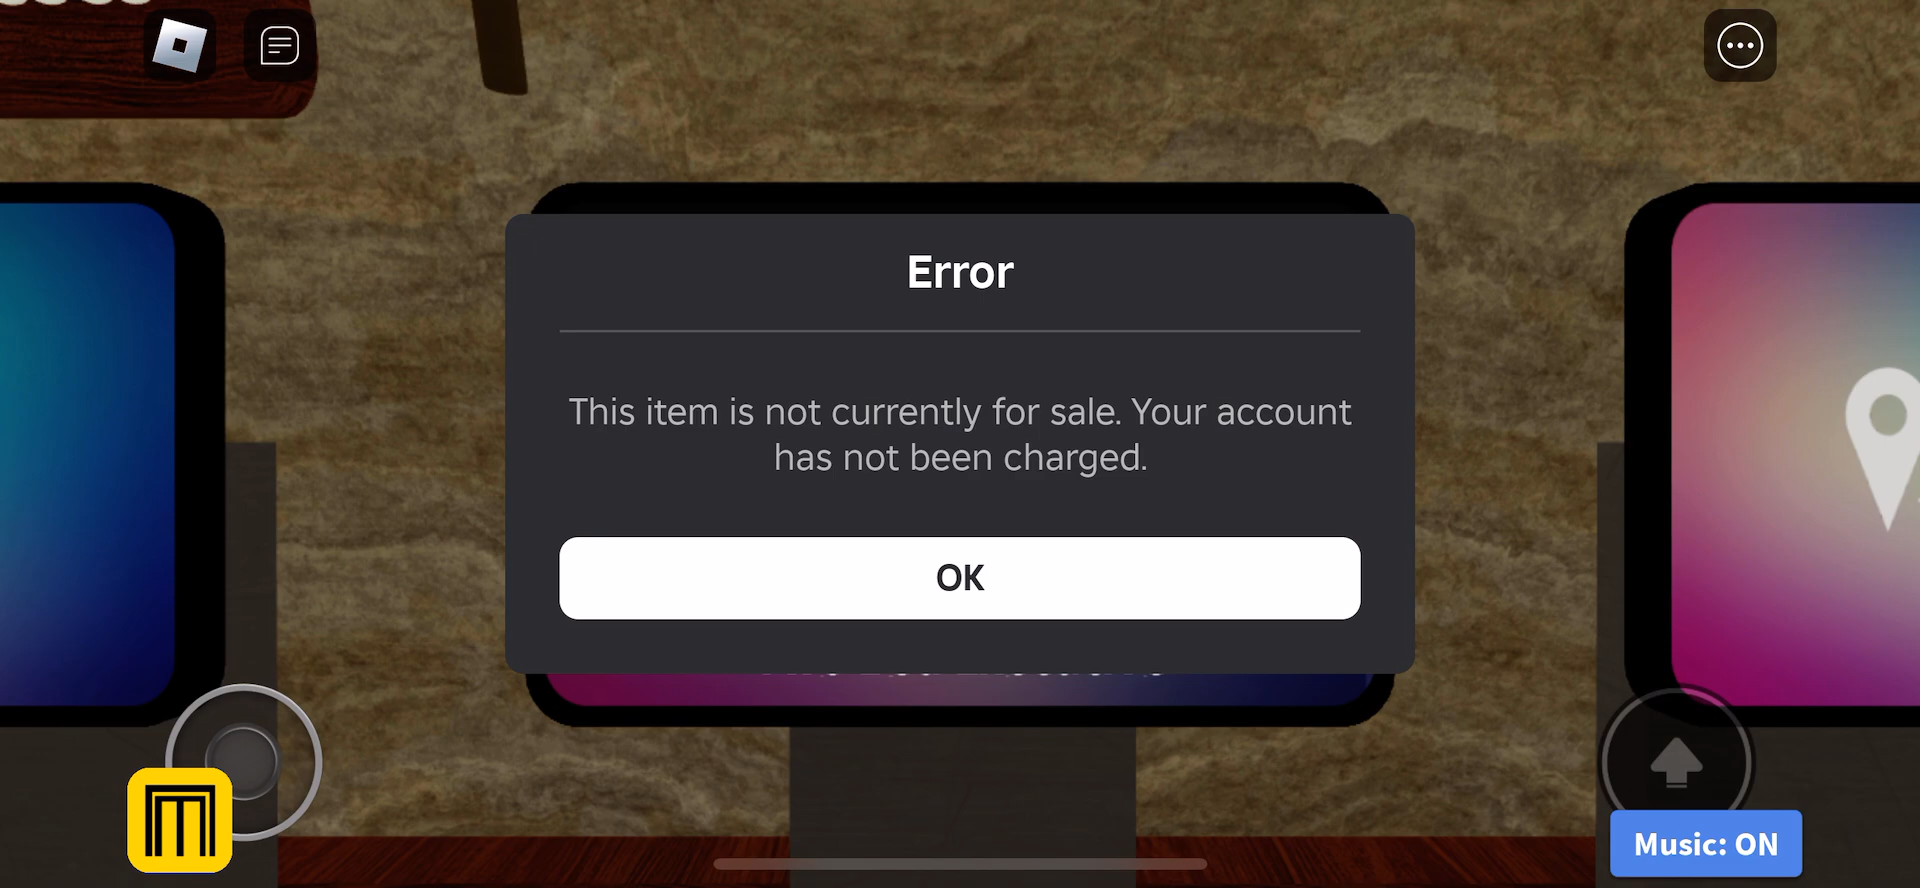 Error
This item is not currently for sale. Your account
has not been charged.
OK
Music: ON